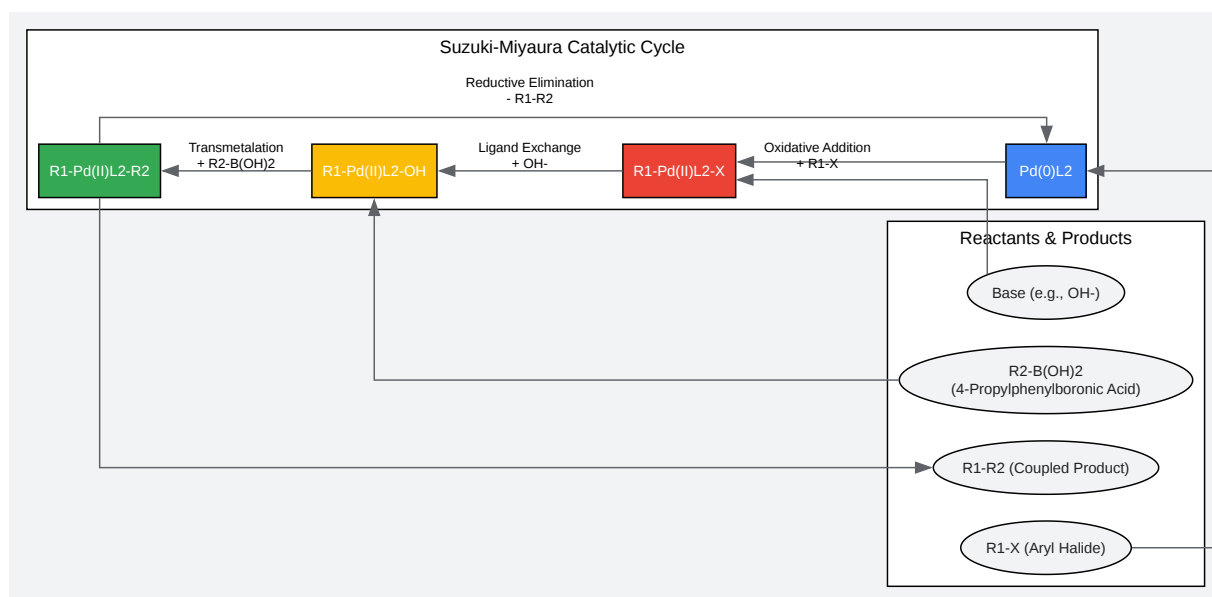 Suzuki-Miyaura Catalytic Cycle
Reductive Elimination
- R1-R2
Transmetalation
+ R2-B(OH)2
Ligand Exchange
+ OH-
Oxidative Addition
+ R1-X
R1-Pd(II)L2-R2
R1-Pd(II)L2-OH
R1-Pd(II)L2-X
Pd(0)L2
Reactants & Products
Base (e.g., OH-)
R2-B(OH)2
(4-Propylphenylboronic Acid)
R1-R2 (Coupled Product)
R1-X (Aryl Halide)